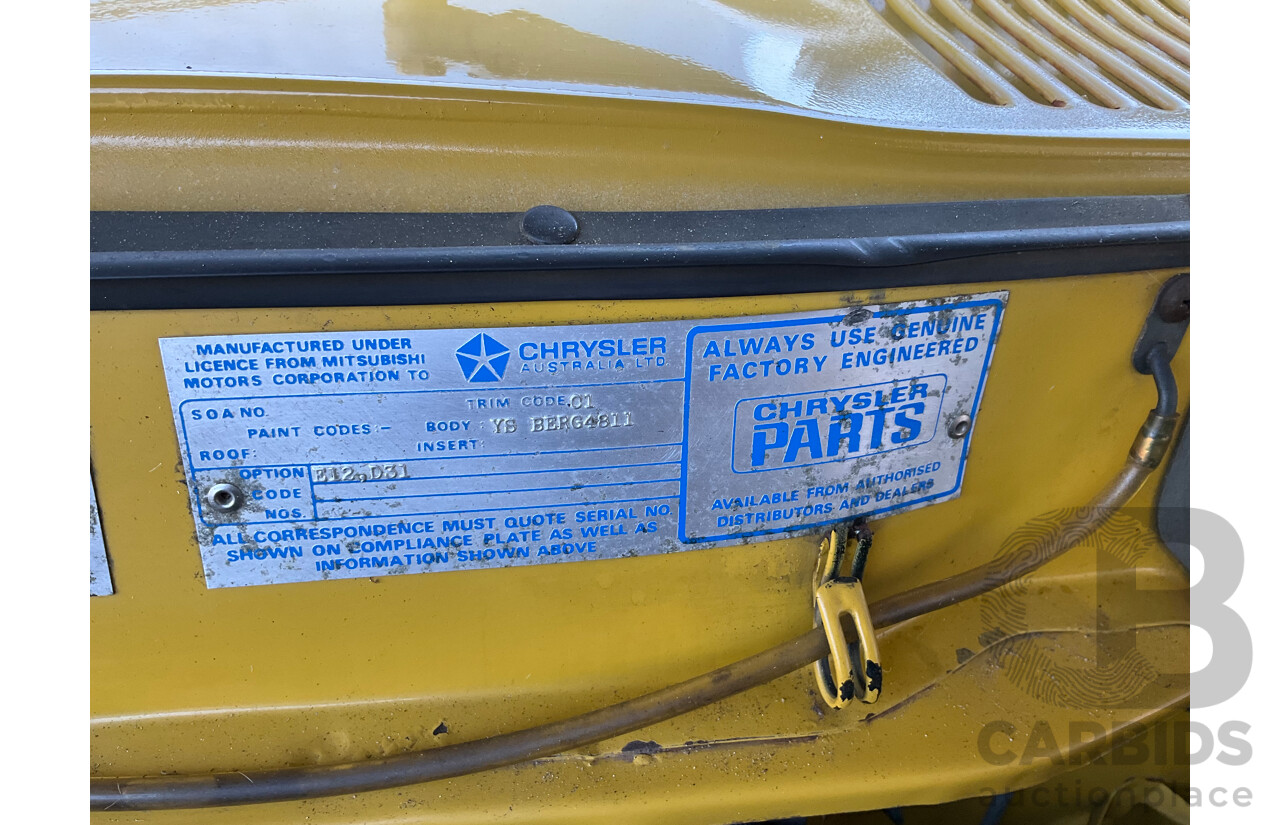 MANUFACTURED UNDER
LICENCE FROM MITSUBISHI
MOTORS CORPORATION TO
CHRYSLER
AUSTRALIA LTD
SOA NO.
TRIM CODE. C1
PAINT CODES:- BODY: YS BERG4811
ROOF: INSERT:
OPTION E12,D31
CODE
NOS.
ALL CORRESPONDENCE MUST QUOTE SERIAL NO.
SHOWN ON COMPLIANCE PLATE AS WELL AS
INFORMATION SHOWN ABOVE
ALWAYS USE GENUINE
FACTORY ENGINEERED
CHRYSLER
PARTS
AVAILABLE FROM AUTHORISED
DISTRIBUTORS AND DEALERS
CB
CARBIDS
auctionplace